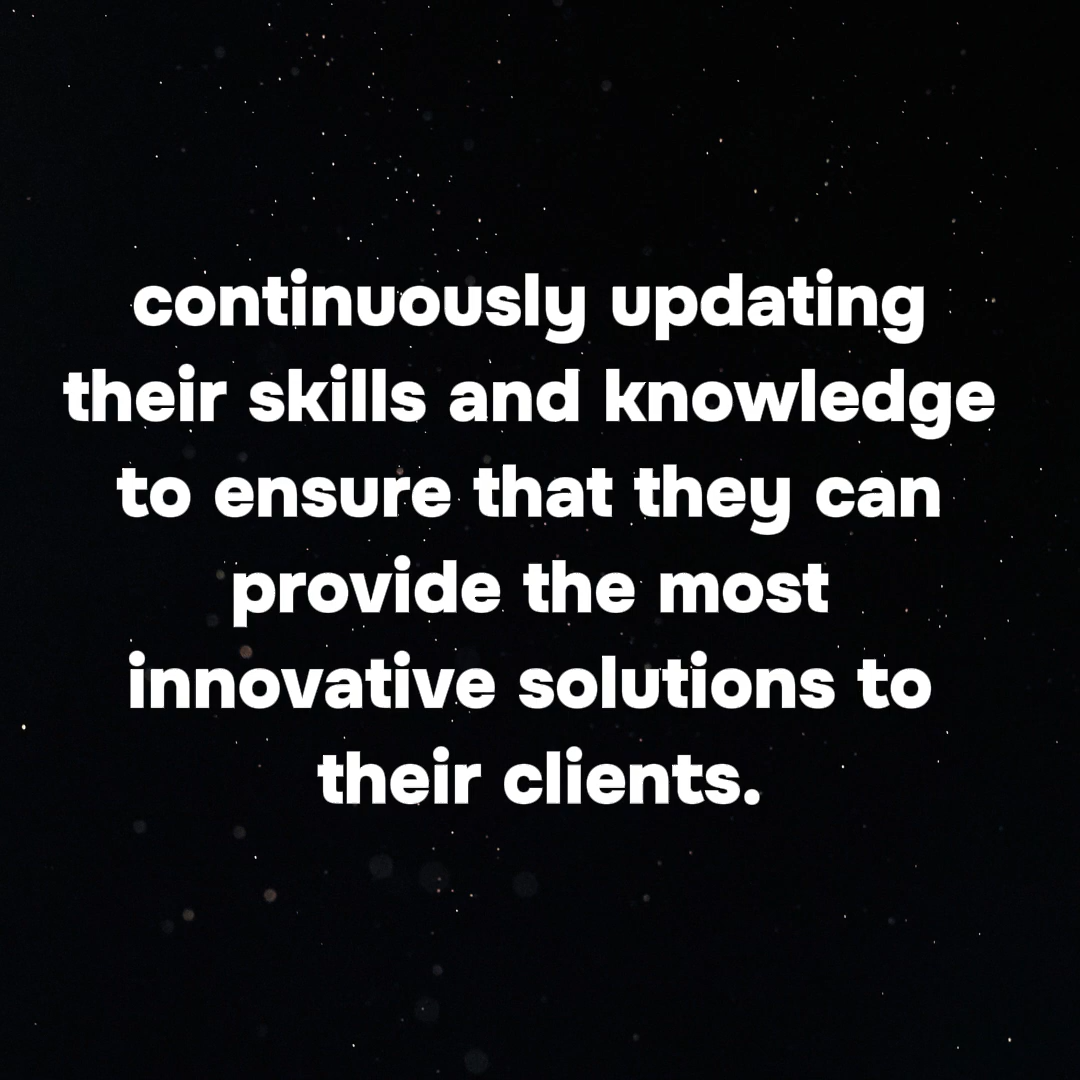 continuously updating
their skills and knowledge
to ensure that they can
provide the most
innovative solutions to
their clients.